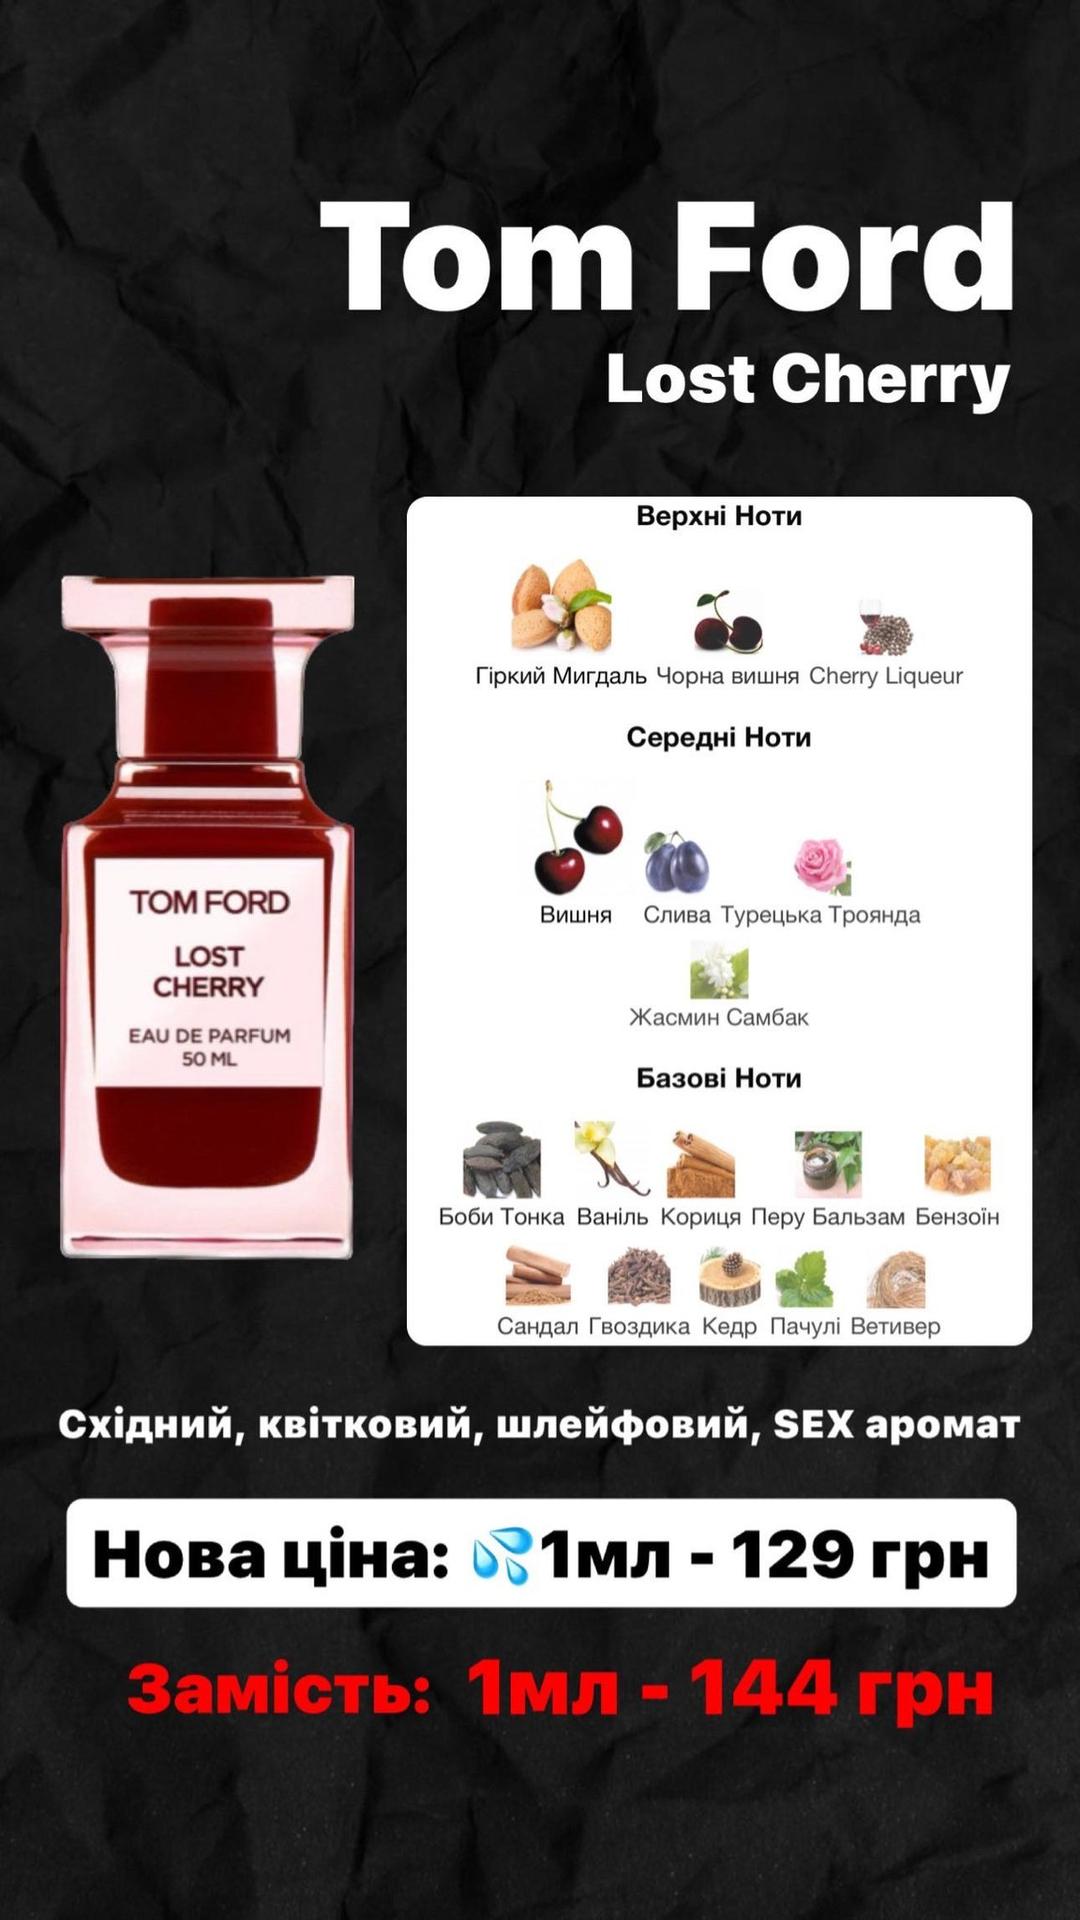 Tom Ford
Lost Cherry
Верхні Ноти
Гіркий Мигдаль Чорна вишня Cherry Liqueur
Середні Ноти
Вишня Слива Турецька Троянда
Жасмин Самбак
Базові Ноти
Боби Тонка Ваніль Кориця Перу Бальзам Бензоїн
Сандал Гвоздика Кедр Пачулі Ветивер
TOM FORD
LOST
CHERRY
EAU DE PARFUM
50 ML
Східний, квітковий, шлейфовий, SEX аромат
Нова ціна: 💦1мл - 129 грн
Замість: 1мл - 144 грн